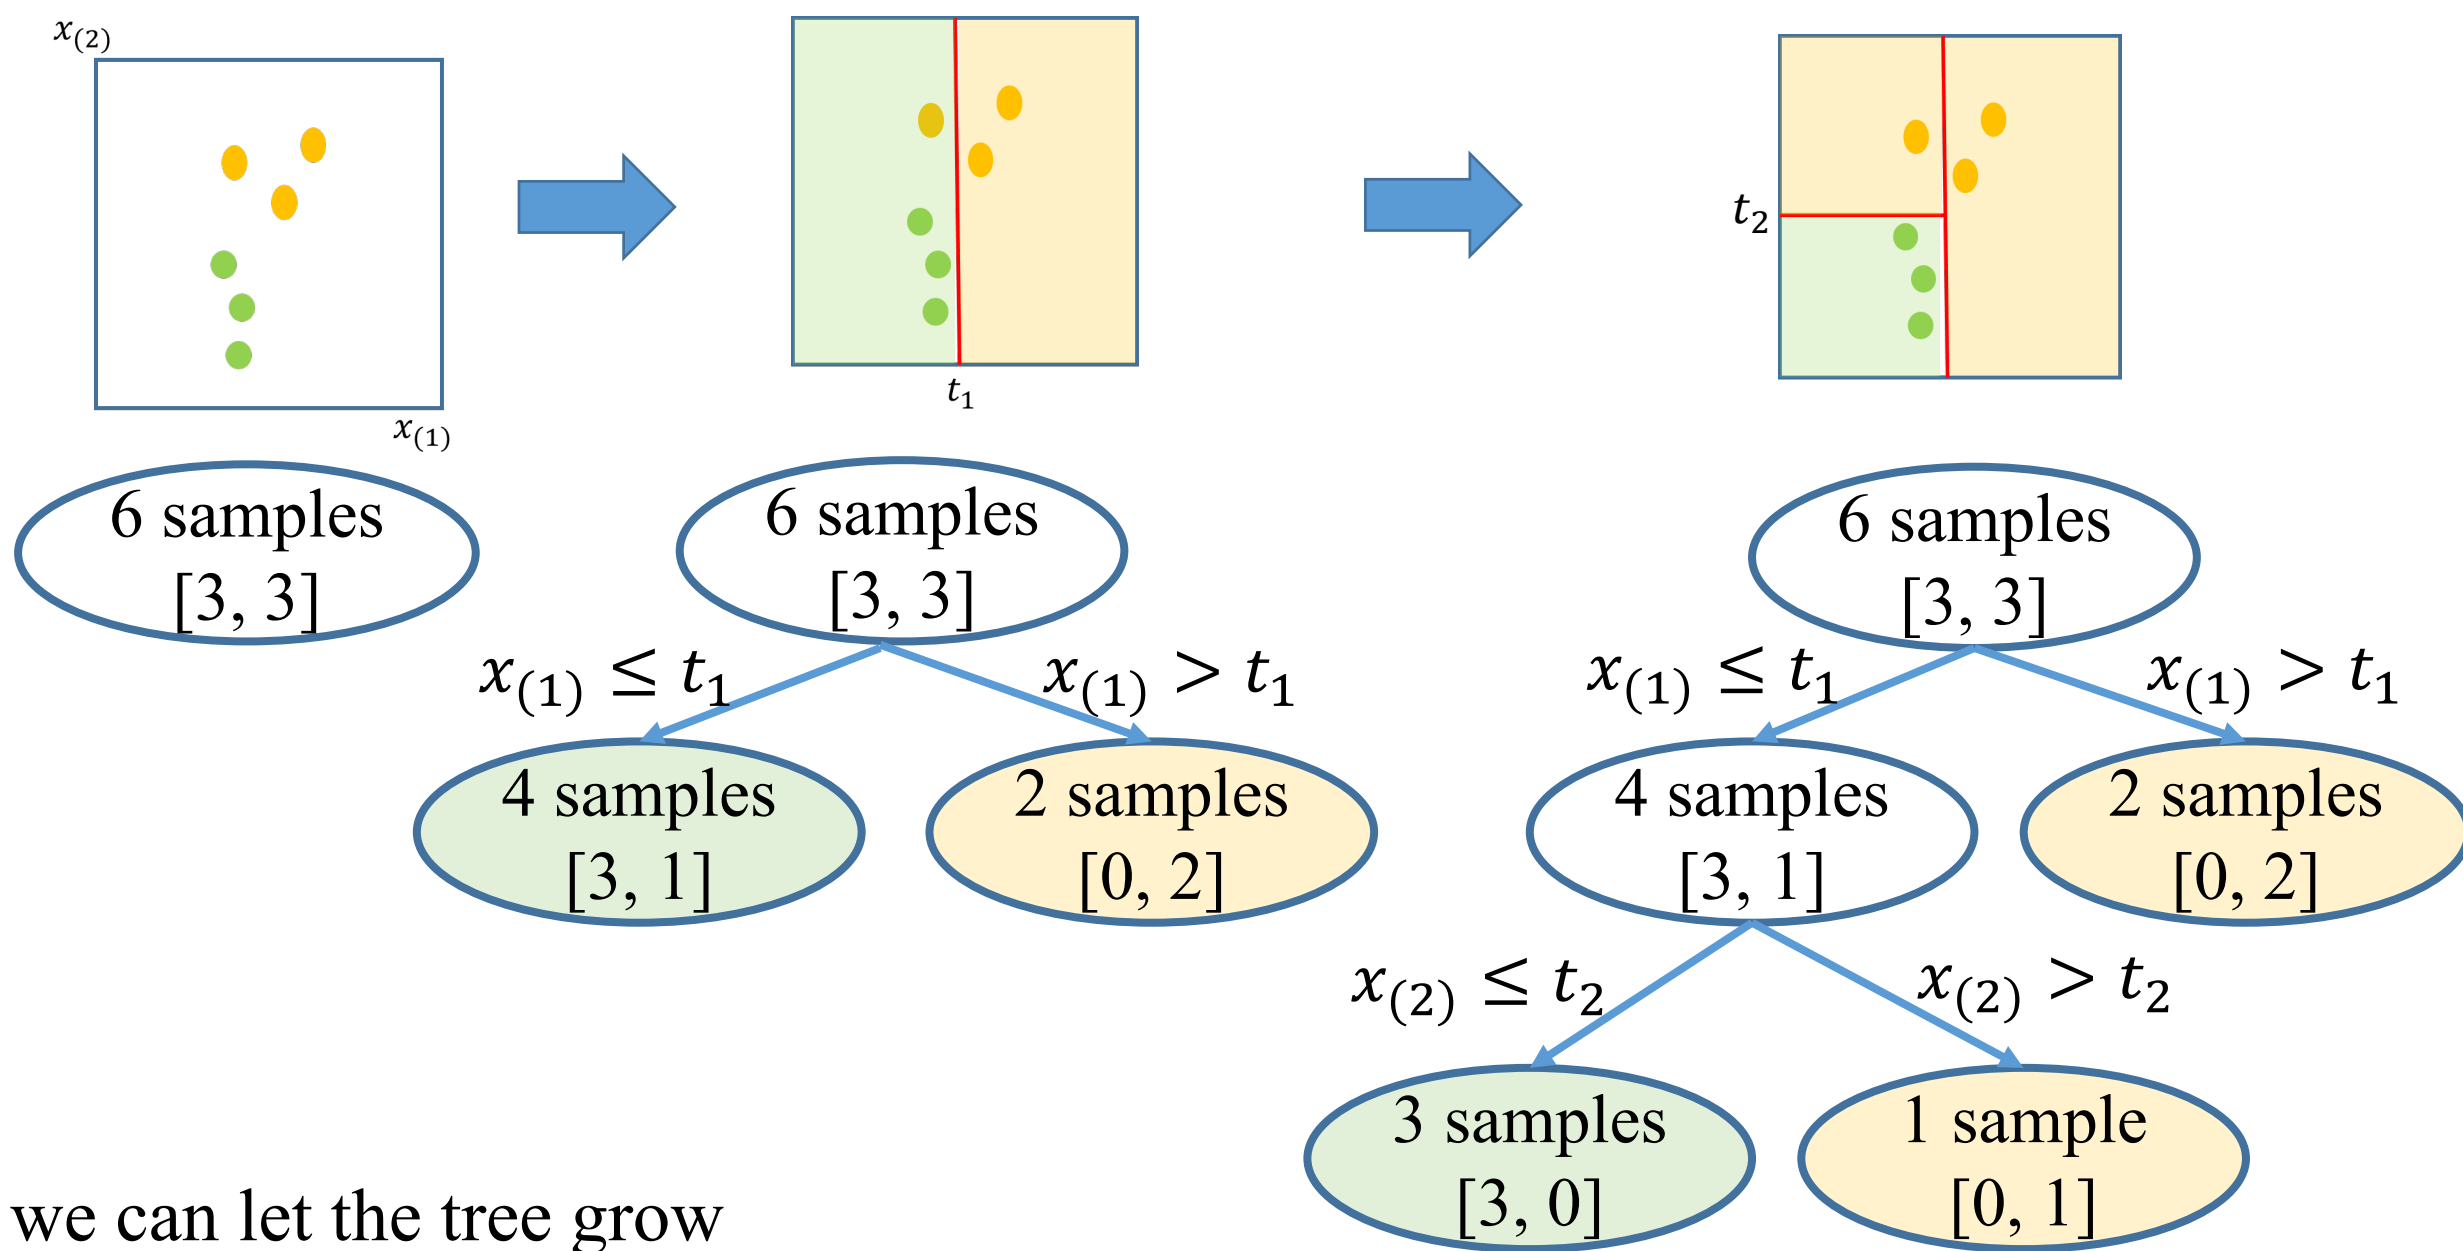 x(2)
x(1)
t1
t2
6 samples
[3, 3]
6 samples
[3, 3]
x(1) ≤ t1
x(1) > t1
4 samples
[3, 1]
2 samples
[0, 2]
6 samples
[3, 3]
x(1) ≤ t1
x(1) > t1
4 samples
[3, 1]
2 samples
[0, 2]
x(2) ≤ t2
x(2) > t2
3 samples
[3, 0]
1 sample
[0, 1]
we can let the tree grow